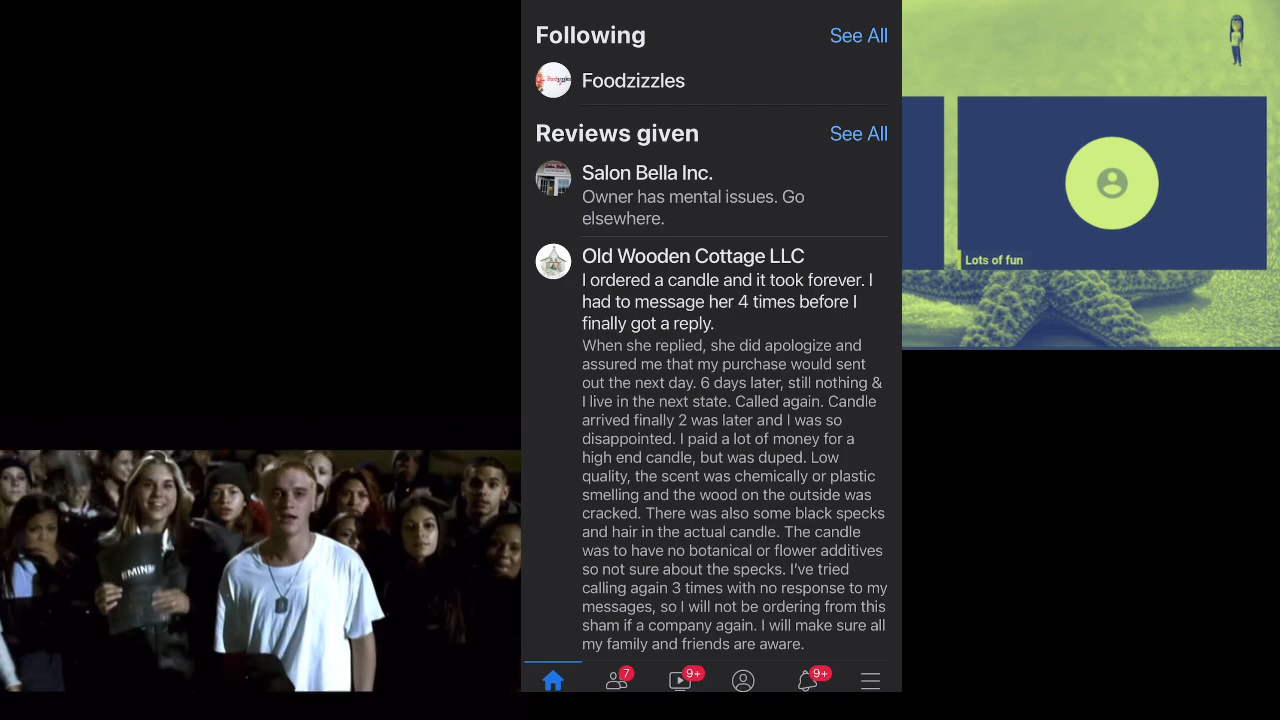 Following
See All
Foodzizzles
Reviews given
See All
Salon Bella Inc.
Owner has mental issues. Go
elsewhere.
Old Wooden Cottage LLC
I ordered a candle and it took forever. I
had to message her 4 times before I
finally got a reply.
When she replied, she did apologize and
assured me that my purchase would sent
out the next day. 6 days later, still nothing &
I live in the next state. Called again. Candle
arrived finally 2 was later and I was so
disappointed. I paid a lot of money for a
high end candle, but was duped. Low
quality, the scent was chemically or plastic
smelling and the wood on the outside was
cracked. There was also some black specks
and hair in the actual candle. The candle
was to have no botanical or flower additives
so not sure about the specks. I’ve tried
calling again 3 times with no response to my
messages, so I will not be ordering from this
sham if a company again. I will make sure all
my family and friends are aware.
7
9+
9+
Lots of fun
EMINEM